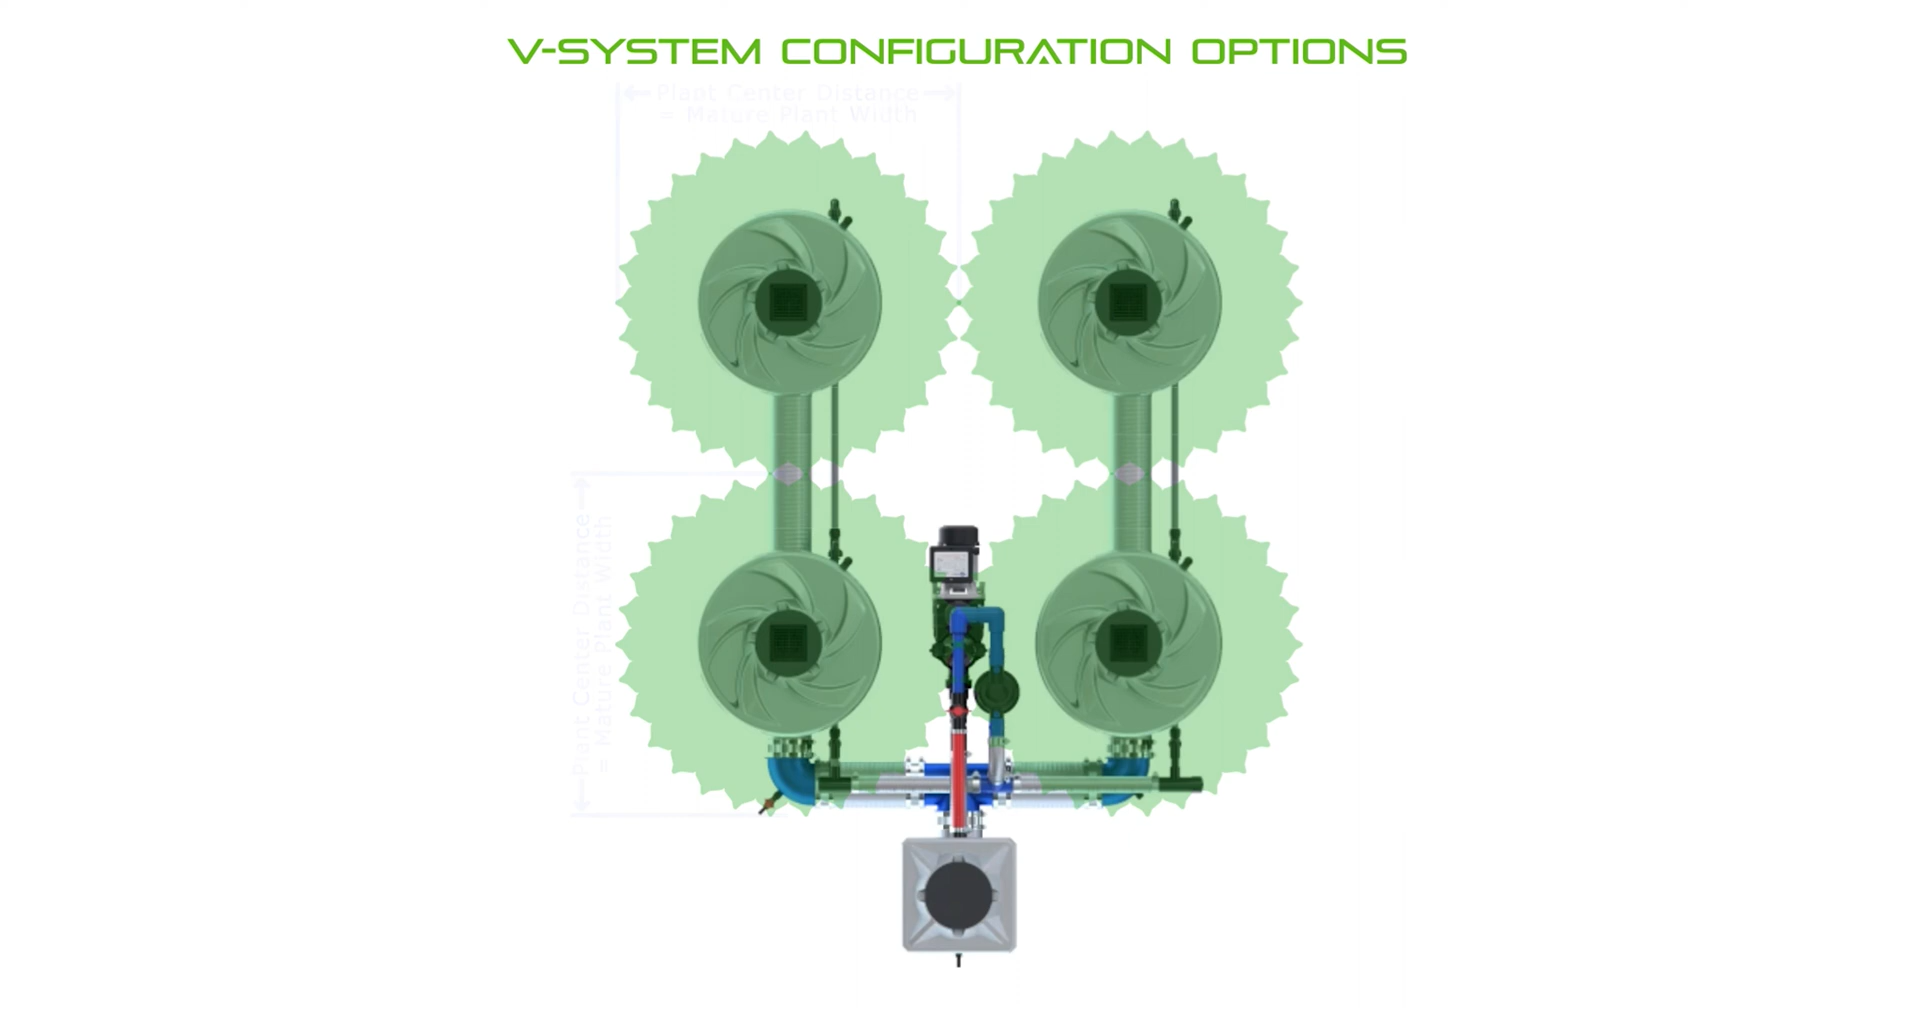 V-SYSTEM CONFIGURATION OPTIONS
Plant Center Distance
= Mature Plant Width
Plant Center Distance
= Mature Plant Width